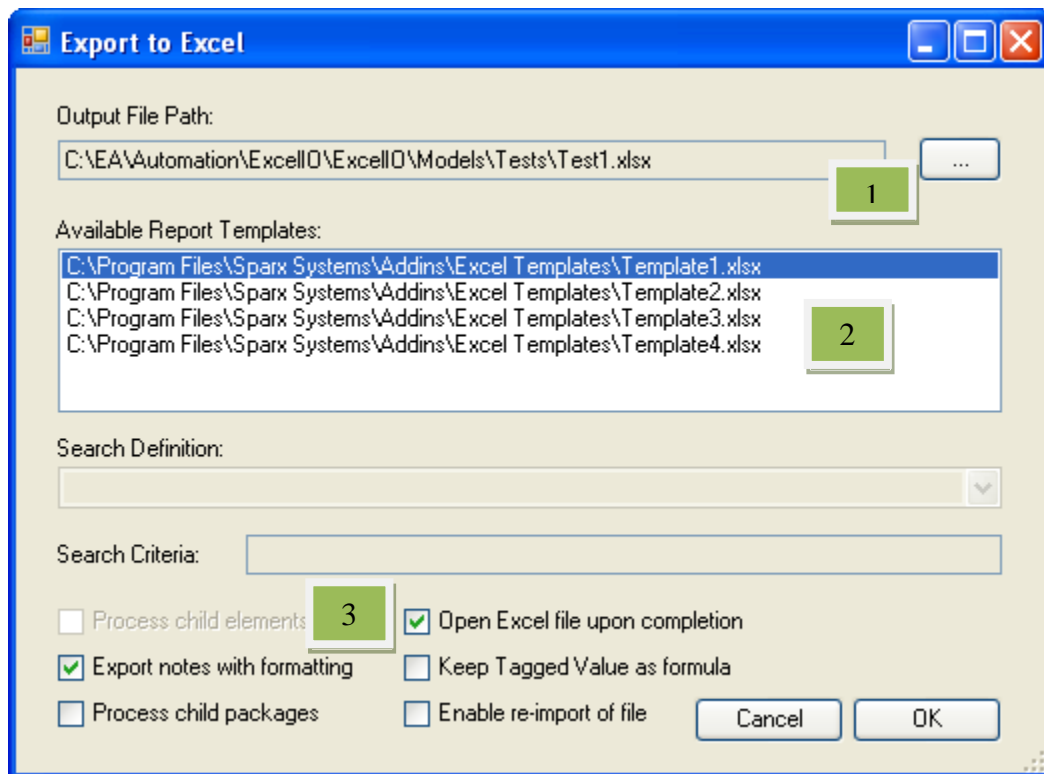 Export to Excel
Output File Path:
C:\EA\Automation\ExcelIO\ExcelIO\Models\Tests\Test1.xlsx
...
1
Available Report Templates:
C:\Program Files\Sparx Systems\Addins\Excel Templates\Template1.xlsx
C:\Program Files\Sparx Systems\Addins\Excel Templates\Template2.xlsx
C:\Program Files\Sparx Systems\Addins\Excel Templates\Template3.xlsx
C:\Program Files\Sparx Systems\Addins\Excel Templates\Template4.xlsx
2
Search Definition:
Search Criteria:
Process child elements
3
Open Excel file upon completion
Export notes with formatting
Keep Tagged Value as formula
Process child packages
Enable re-import of file
Cancel
OK